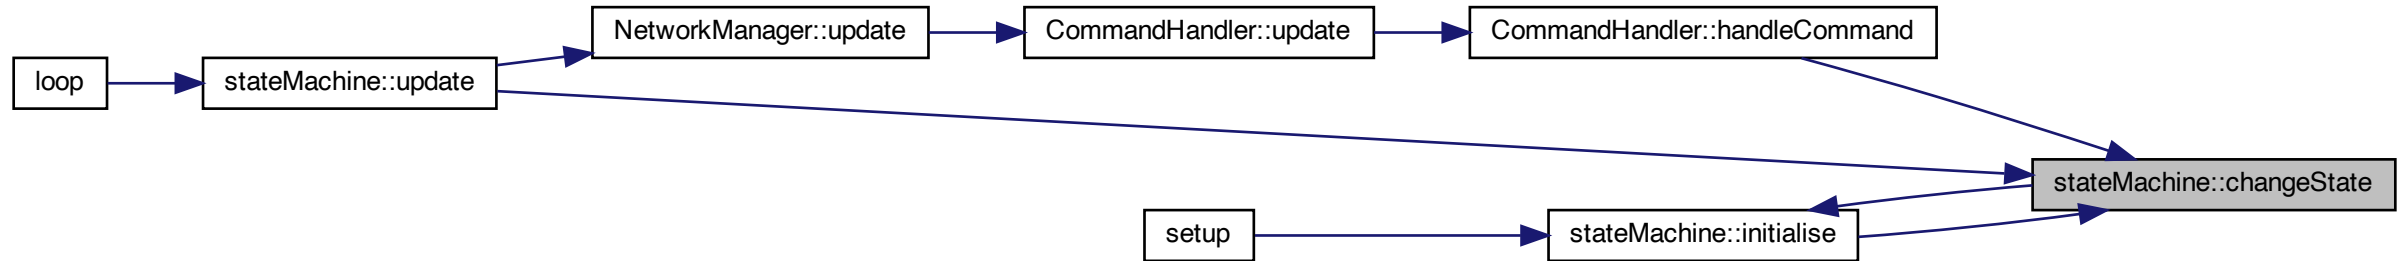 NetworkManager::update
CommandHandler::update
CommandHandler::handleCommand
loop
stateMachine::update
stateMachine::changeState
setup
stateMachine::initialise